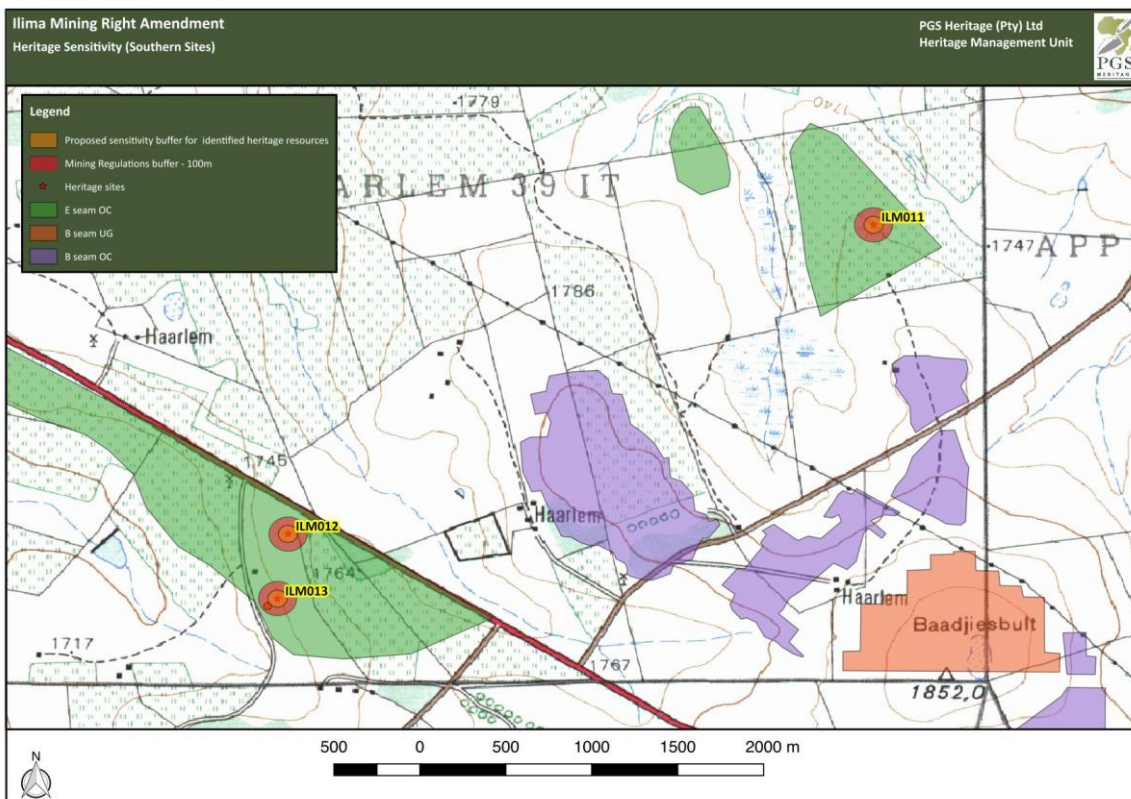 Ilima Mining Right Amendment
Heritage Sensitivity (Southern Sites)
PGS Heritage (Pty) Ltd
Heritage Management Unit
PGS
HERITAGE
Legend
Proposed sensitivity buffer for identified heritage resources
Mining Regulations buffer - 100m
Heritage sites
E seam OC
B seam UG
B seam OC
1779
1740
ARLEM 39 IT
ILM011
1747
APP
1786
Haarlem
1745
ILM012
Haarlem
1764
ILM013
Haarlem
Baadjiesbult
1717
1767
1852,0
N
500 0 500 1000 1500 2000 m